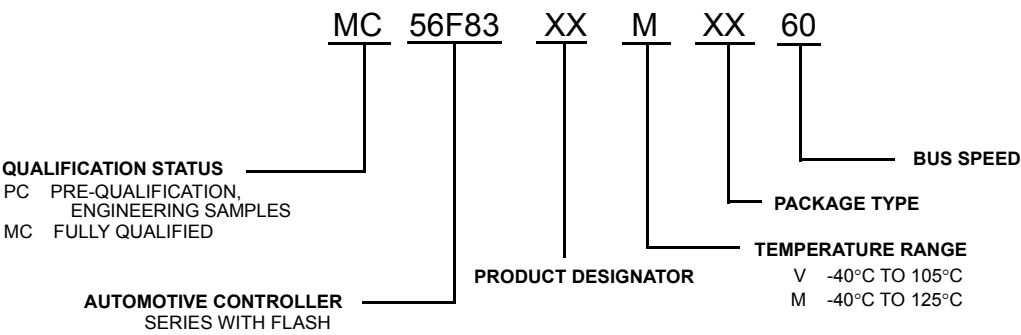 MC 56F83 XX M XX 60
QUALIFICATION STATUS
PC PRE-QUALIFICATION,
ENGINEERING SAMPLES
MC FULLY QUALIFIED
AUTOMOTIVE CONTROLLER
SERIES WITH FLASH
PRODUCT DESIGNATOR
TEMPERATURE RANGE
V -40°C TO 105°C
M -40°C TO 125°C
PACKAGE TYPE
BUS SPEED